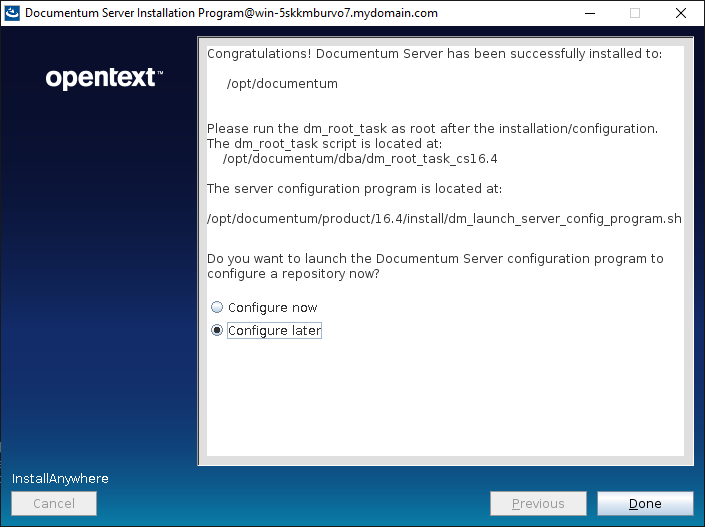 Documentum Server Installation Program@win-5skkmburvo7.mydomain.com
opentext™
Congratulations! Documentum Server has been successfully installed to:
/opt/documentum
Please run the dm_root_task as root after the installation/configuration.
The dm_root_task script is located at:
/opt/documentum/dba/dm_root_task_cs16.4
The server configuration program is located at:
/opt/documentum/product/16.4/install/dm_launch_server_config_program.sh
Do you want to launch the Documentum Server configuration program to
configure a repository now?
Configure now
Configure later
InstallAnywhere
Cancel
Previous
Done